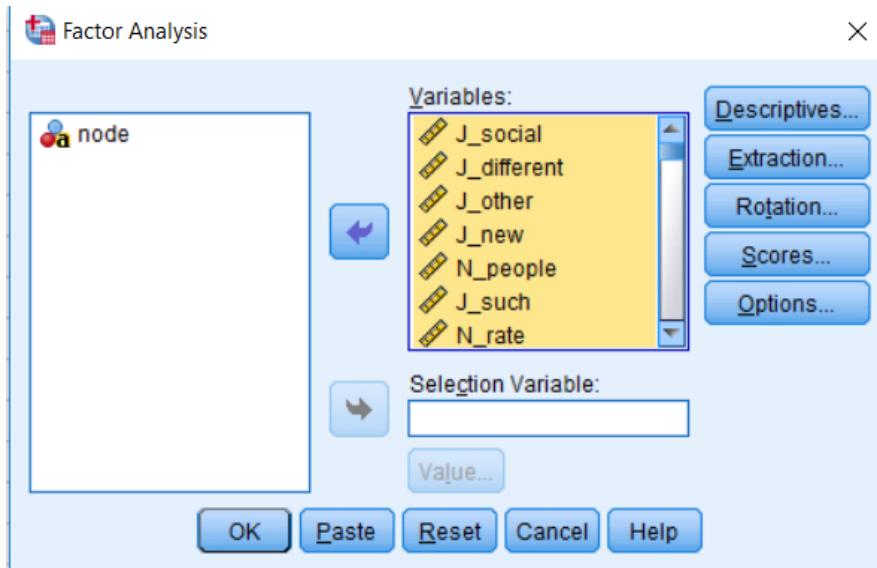 Factor Analysis
a node
Variables:
J_social
J_different
J_other
J_new
N_people
J_such
N_rate
Selection Variable:
Value...
Descriptives...
Extraction...
Rotation...
Scores...
Options...
OK Paste Reset Cancel Help